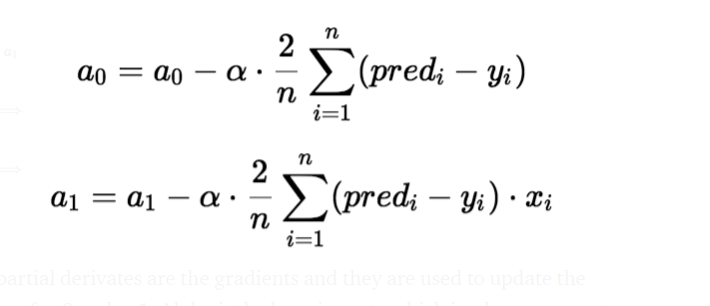 a₀ = a₀ − α · 2/n ∑ᵢ₌₁ⁿ (predᵢ − yᵢ)
a₁ = a₁ − α · 2/n ∑ᵢ₌₁ⁿ (predᵢ − yᵢ) · xᵢ
partial derivates are the gradients and they are used to update the